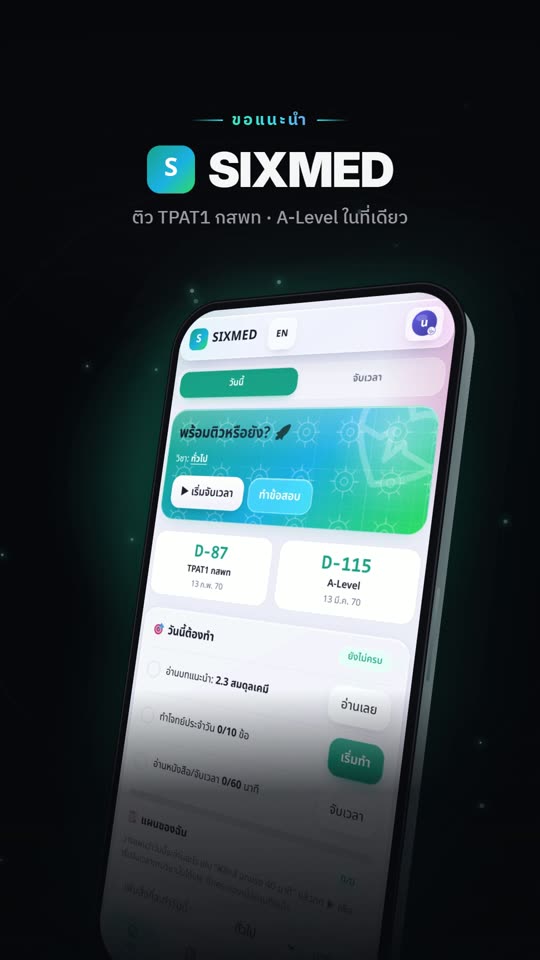 ขอแนะนำ
S SIXMED
ติว TPAT1 กสพท · A-Level ในที่เดียว
S SIXMED EN น
วันนี้ จับเวลา
พร้อมติวหรือยัง?
วิชา: ทั่วไป
▶ เริ่มจับเวลา ทำข้อสอบ
D-87 D-115
TPAT1 กสพท A-Level
13 ก.พ. 70 13 มี.ค. 70
วันนี้ต้องทำ ยังไม่ครบ
อ่านบทแนะนำ: 2.3 สมดุลเคมี อ่านเลย
ทำโจทย์ประจำวัน 0/10 ข้อ เริ่มทำ
อ่านหนังสือ/จับเวลา 0/60 นาที จับเวลา
แผนของฉัน
0/0
ทั่วไป